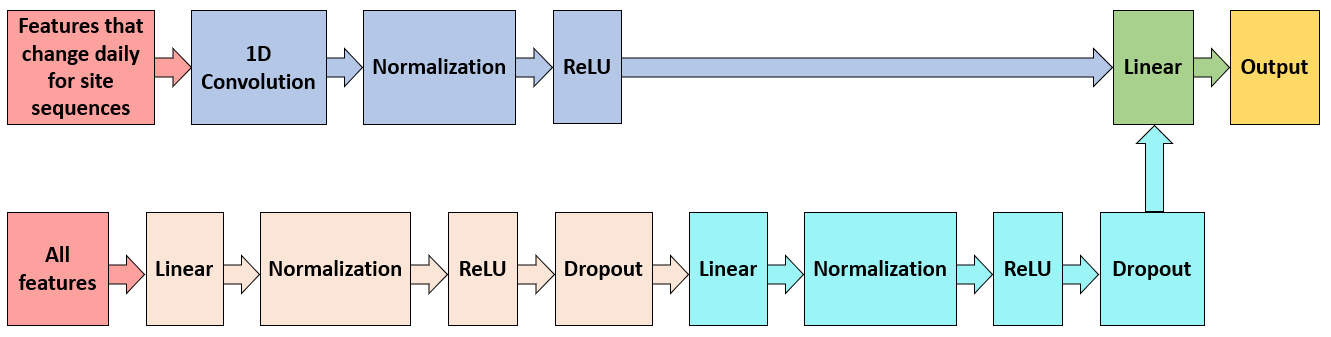 Features that
change daily
for site
sequences
1D
Convolution
Normalization
ReLU
Linear
Output
All
features
Linear
Normalization
ReLU
Dropout
Linear
Normalization
ReLU
Dropout